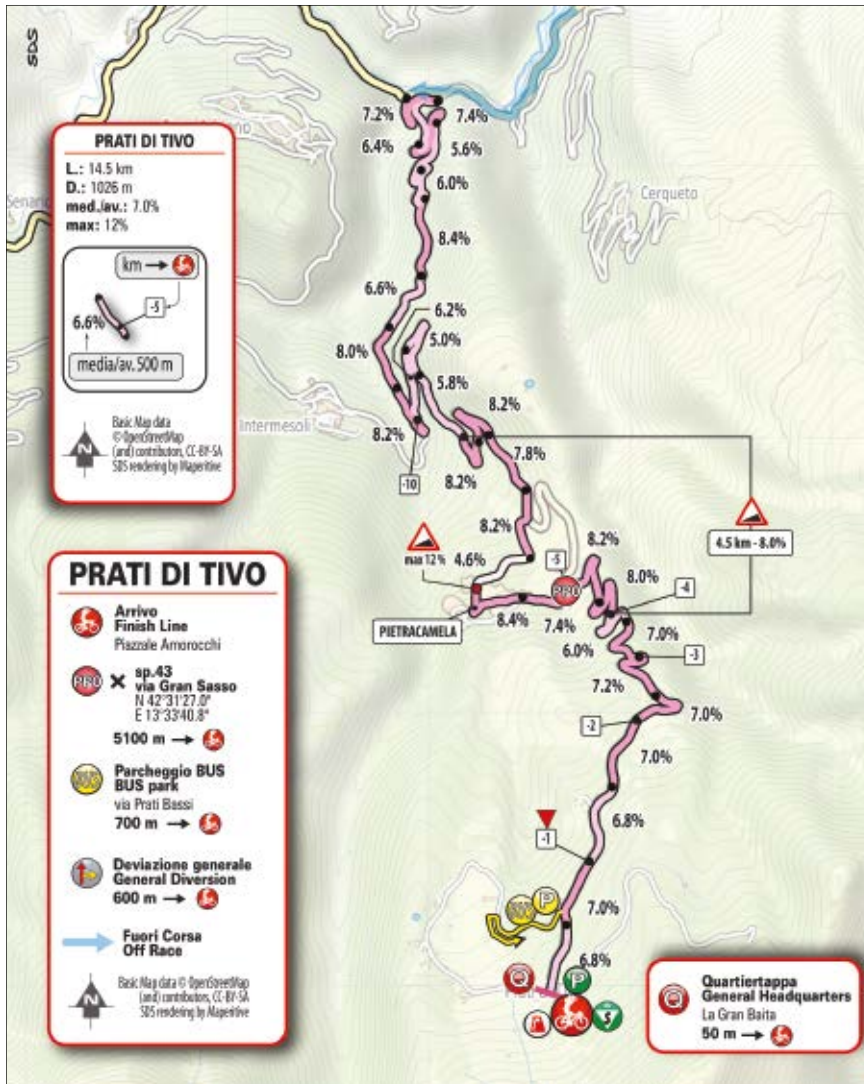 SDS
PRATI DI TIVO
L.: 14.5 km
D.: 1026 m
med./av.: 7.0%
max: 12%
km →
-5
6.6%
media/av. 500 m
Basic Map data
© OpenStreetMap
(and) contributors, CC-BY-SA
SDS rendering by Maperitive
N
7.2%
7.4%
6.4%
5.6%
6.0%
8.4%
Cerqueto
6.6%
6.2%
5.0%
8.0%
5.8%
Intermesoli
8.2%
8.2%
-10
8.2%
7.8%
8.2%
4.5 km - 8.0%
max 12%
4.6%
-5
8.2%
PRO
8.0%
-4
PIETRACAMELA
8.4%
7.4%
6.0%
7.0%
-3
7.2%
-2
7.0%
7.0%
6.8%
-1
7.0%
BUS
P
6.8%
Q
P
PRATI DI TIVO
Arrivo
Finish Line
Piazzale Amorocchi
PRO
sp.43
via Gran Sasso
N 42°31'27.0"
E 13°33'40.8"
5100 m →
BUS
Parcheggio BUS
BUS park
via Prati Bassi
700 m →
Deviazione generale
General Diversion
600 m →
Fuori Corsa
Off Race
N
Basic Map data © OpenStreetMap
(and) contributors, CC-BY-SA
SDS rendering by Maperitive
Q
Quartiertappa
General Headquarters
La Gran Baita
50 m →